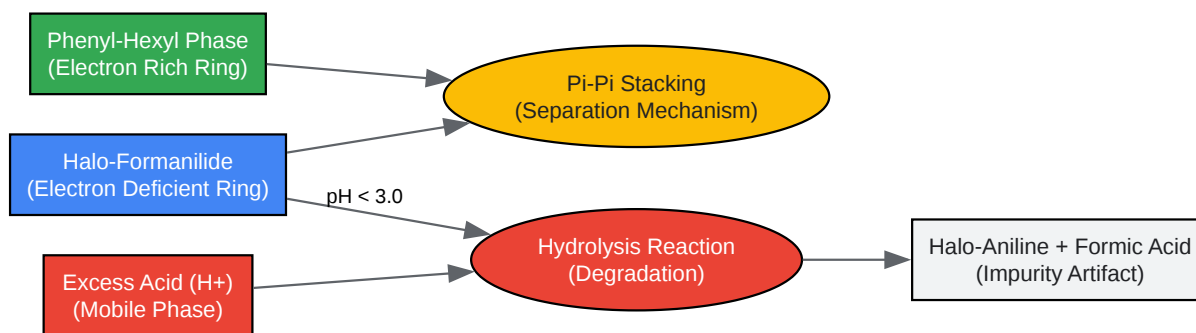 Phenyl-Hexyl Phase
(Electron Rich Ring)
Pi-Pi Stacking
(Separation Mechanism)
Halo-Formanilide
(Electron Deficient Ring)
pH < 3.0
Hydrolysis Reaction
(Degradation)
Halo-Aniline + Formic Acid
(Impurity Artifact)
Excess Acid (H+)
(Mobile Phase)